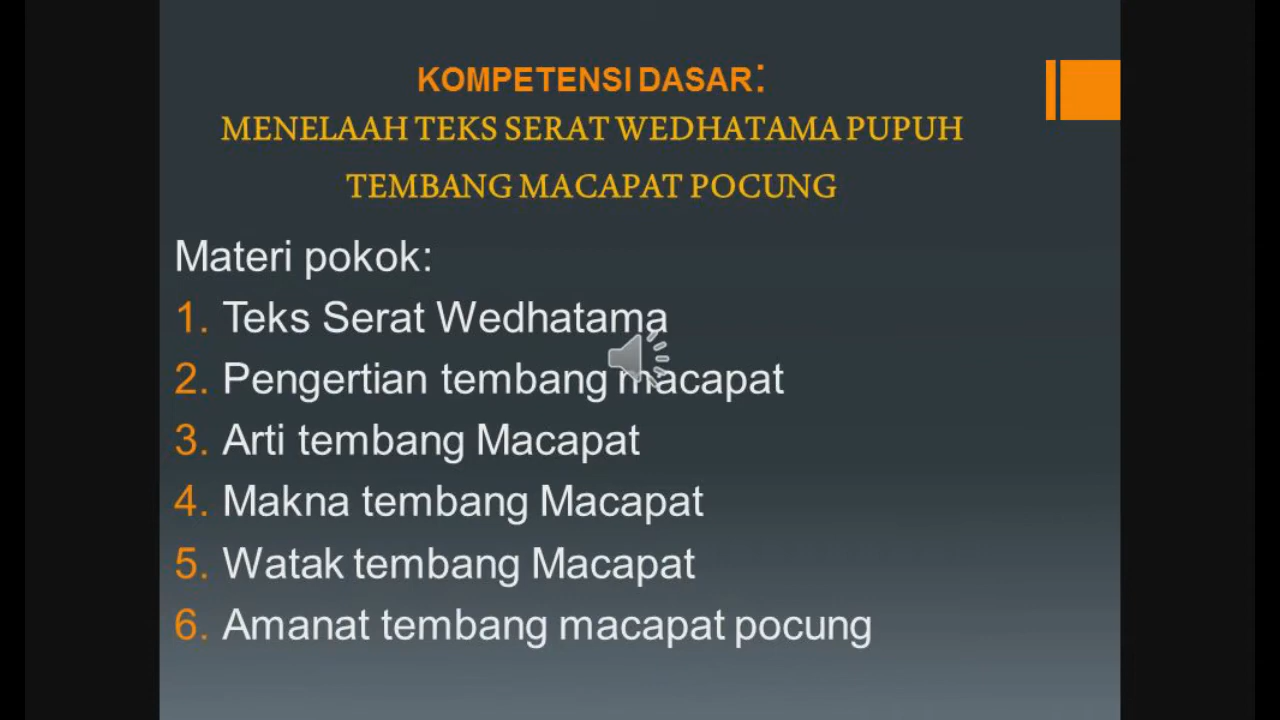 KOMPETENSI DASAR:
MENELAAH TEKS SERAT WEDHATAMA PUPUH
TEMBANG MACAPAT POCUNG
Materi pokok:
1. Teks Serat Wedhatama
2. Pengertian tembang macapat
3. Arti tembang Macapat
4. Makna tembang Macapat
5. Watak tembang Macapat
6. Amanat tembang macapat pocung